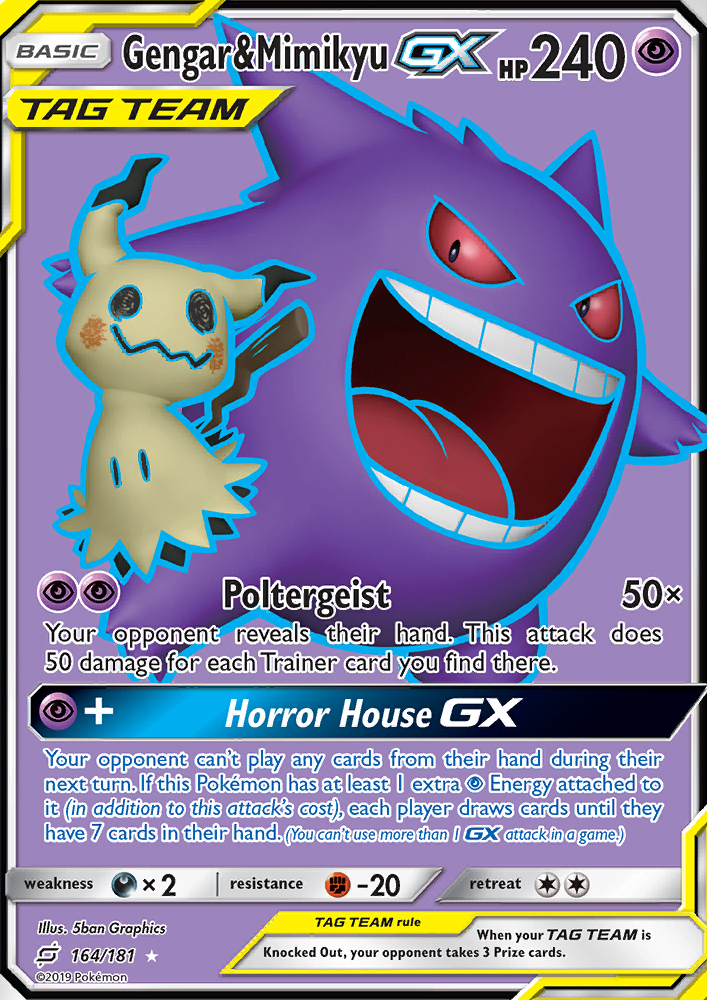 BASIC Gengar&Mimikyu GX HP 240
TAG TEAM
Poltergeist 50×
Your opponent reveals their hand. This attack does
50 damage for each Trainer card you find there.
+ Horror House GX
Your opponent can't play any cards from their hand during their
next turn. If this Pokémon has at least 1 extra Energy attached to
it (in addition to this attack's cost), each player draws cards until they
have 7 cards in their hand. (You can't use more than 1 GX attack in a game.)
weakness ×2 resistance -20 retreat
Illus. 5ban Graphics
164/181
©2019 Pokémon
TAG TEAM rule
When your TAG TEAM is
Knocked Out, your opponent takes 3 Prize cards.